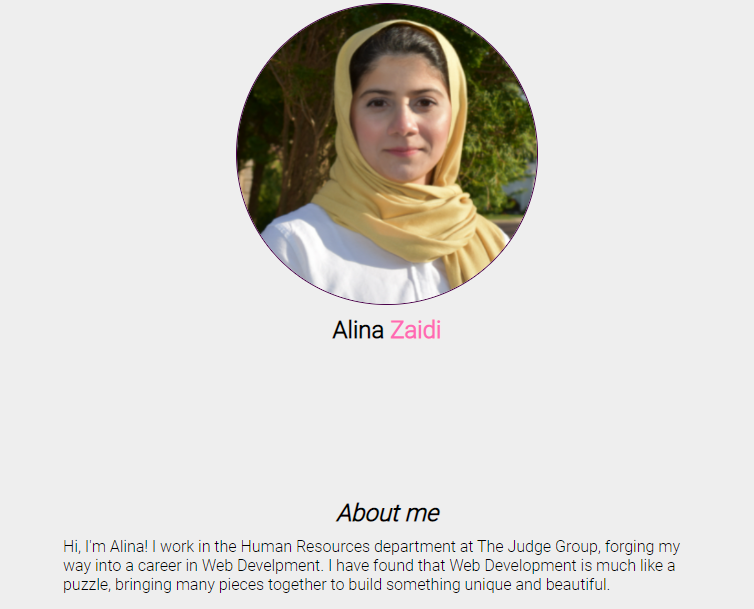 Alina Zaidi
About me
Hi, I'm Alina! I work in the Human Resources department at The Judge Group, forging my
way into a career in Web Develpment. I have found that Web Development is much like a
puzzle, bringing many pieces together to build something unique and beautiful.